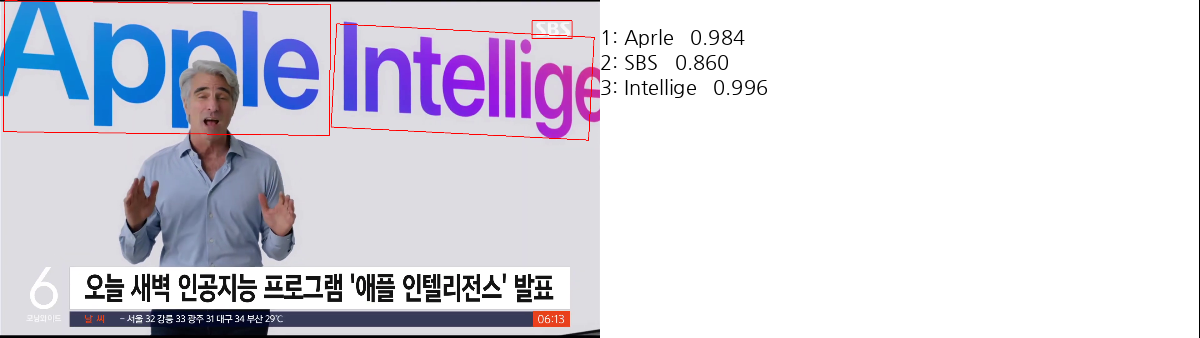 Apple Intellige
SBS
1: Aprle 0.984
2: SBS 0.860
3: Intellige 0.996
오늘 새벽 인공지능 프로그램 '애플 인텔리전스' 발표
6
모닝와이드
날 씨 - 서울 32 강릉 33 광주 31 대구 34 부산 29℃
06:13